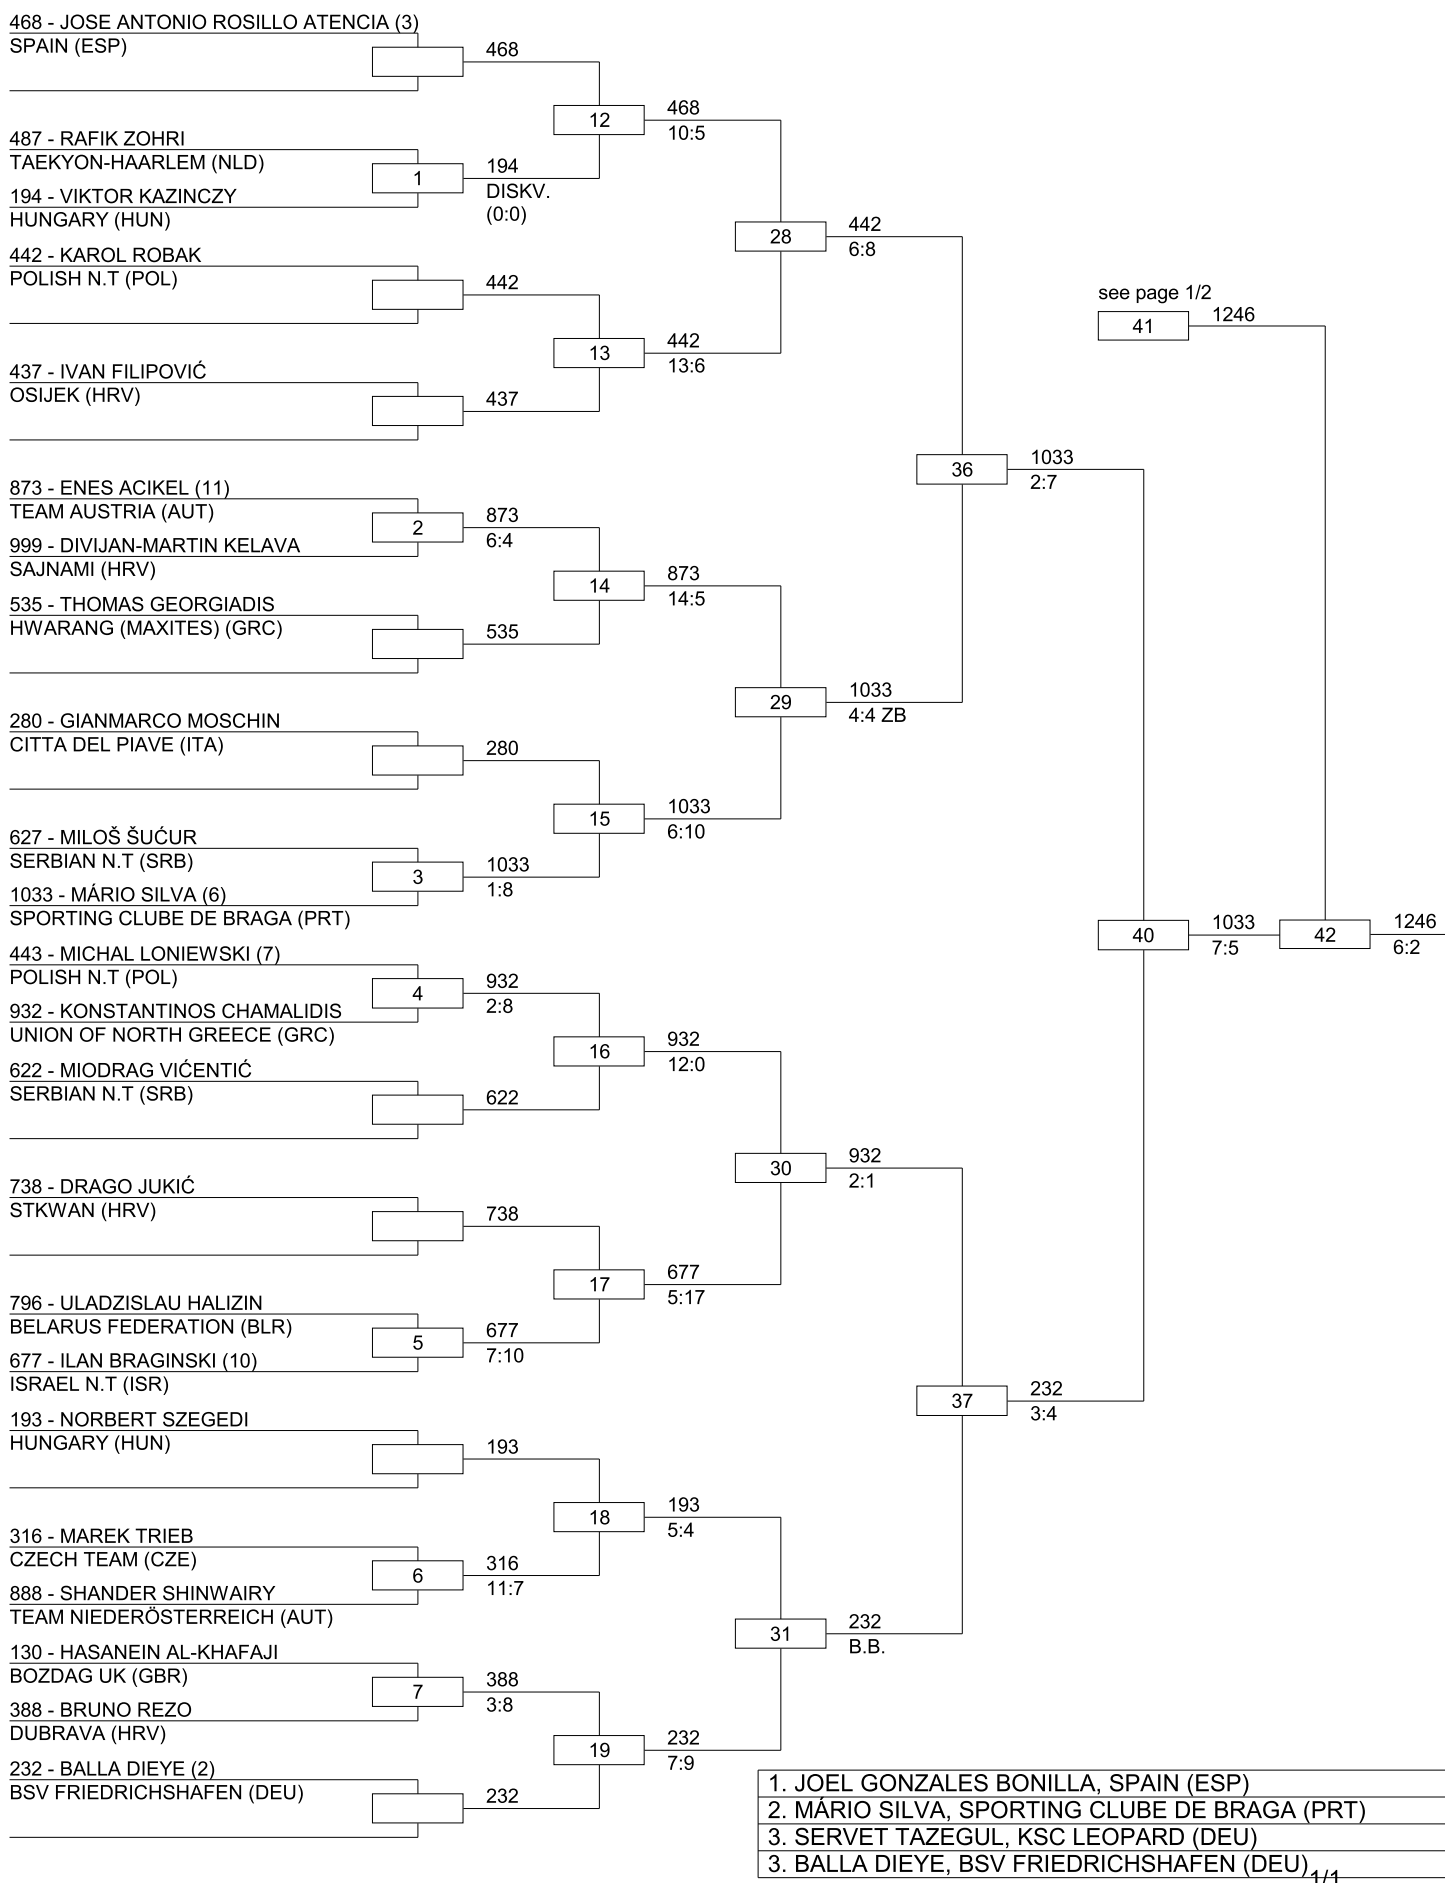 468 - JOSE ANTONIO ROSILLO ATENCIA (3)
SPAIN (ESP)
468
12
468
10:5
487 - RAFIK ZOHRI
TAEKYON-HAARLEM (NLD)
1
194
DISKV.
(0:0)
194 - VIKTOR KAZINCZY
HUNGARY (HUN)
28
442
6:8
442 - KAROL ROBAK
POLISH N.T (POL)
442
13
442
13:6
437 - IVAN FILIPOVIĆ
OSIJEK (HRV)
437
see page 1/2
41
1246
36
1033
2:7
873 - ENES ACIKEL (11)
TEAM AUSTRIA (AUT)
2
873
6:4
999 - DIVIJAN-MARTIN KELAVA
SAJNAMI (HRV)
14
873
14:5
535 - THOMAS GEORGIADIS
HWARANG (MAXITES) (GRC)
535
29
1033
4:4 ZB
280 - GIANMARCO MOSCHIN
CITTA DEL PIAVE (ITA)
280
15
1033
6:10
627 - MILOŠ ŠUĆUR
SERBIAN N.T (SRB)
3
1033
1:8
1033 - MÁRIO SILVA (6)
SPORTING CLUBE DE BRAGA (PRT)
40
1033
7:5
42
1246
6:2
443 - MICHAL LONIEWSKI (7)
POLISH N.T (POL)
4
932
2:8
932 - KONSTANTINOS CHAMALIDIS
UNION OF NORTH GREECE (GRC)
16
932
12:0
622 - MIODRAG VIĆENTIĆ
SERBIAN N.T (SRB)
622
30
932
2:1
738 - DRAGO JUKIĆ
STKWAN (HRV)
738
17
677
5:17
796 - ULADZISLAU HALIZIN
BELARUS FEDERATION (BLR)
5
677
7:10
677 - ILAN BRAGINSKI (10)
ISRAEL N.T (ISR)
37
232
3:4
193 - NORBERT SZEGEDI
HUNGARY (HUN)
193
18
193
5:4
316 - MAREK TRIEB
CZECH TEAM (CZE)
6
316
11:7
888 - SHANDER SHINWAIRY
TEAM NIEDERÖSTERREICH (AUT)
31
232
B.B.
130 - HASANEIN AL-KHAFAJI
BOZDAG UK (GBR)
7
388
3:8
388 - BRUNO REZO
DUBRAVA (HRV)
19
232
7:9
232 - BALLA DIEYE (2)
BSV FRIEDRICHSHAFEN (DEU)
232
1. JOEL GONZALES BONILLA, SPAIN (ESP)
2. MÁRIO SILVA, SPORTING CLUBE DE BRAGA (PRT)
3. SERVET TAZEGUL, KSC LEOPARD (DEU)
3. BALLA DIEYE, BSV FRIEDRICHSHAFEN (DEU)
1/1